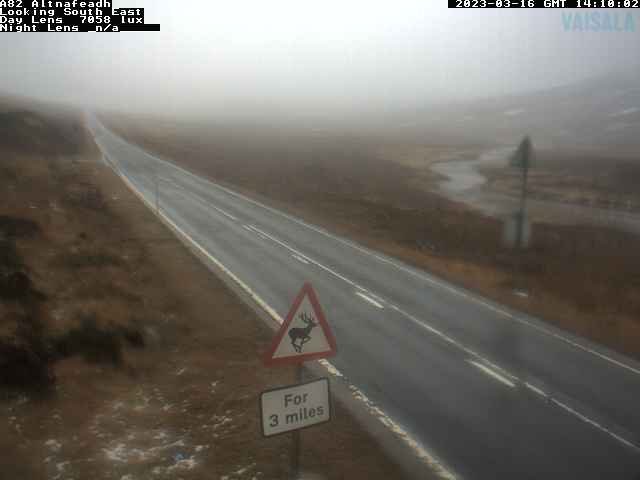 A82 Altnafeadh
Looking South East
Day Lens 7058 lux
Night Lens n/a
2023-03-16 GMT 14:10:02
VAISALA
For
3 miles